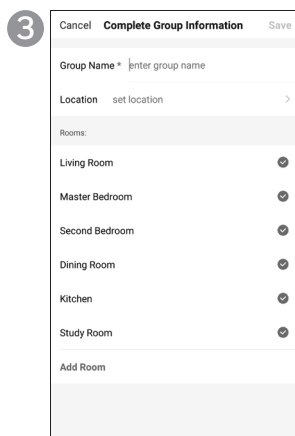 3
Cancel Complete Group Information Save
Group Name * enter group name
Location set location
Rooms:
Living Room
Master Bedroom
Second Bedroom
Dining Room
Kitchen
Study Room
Add Room